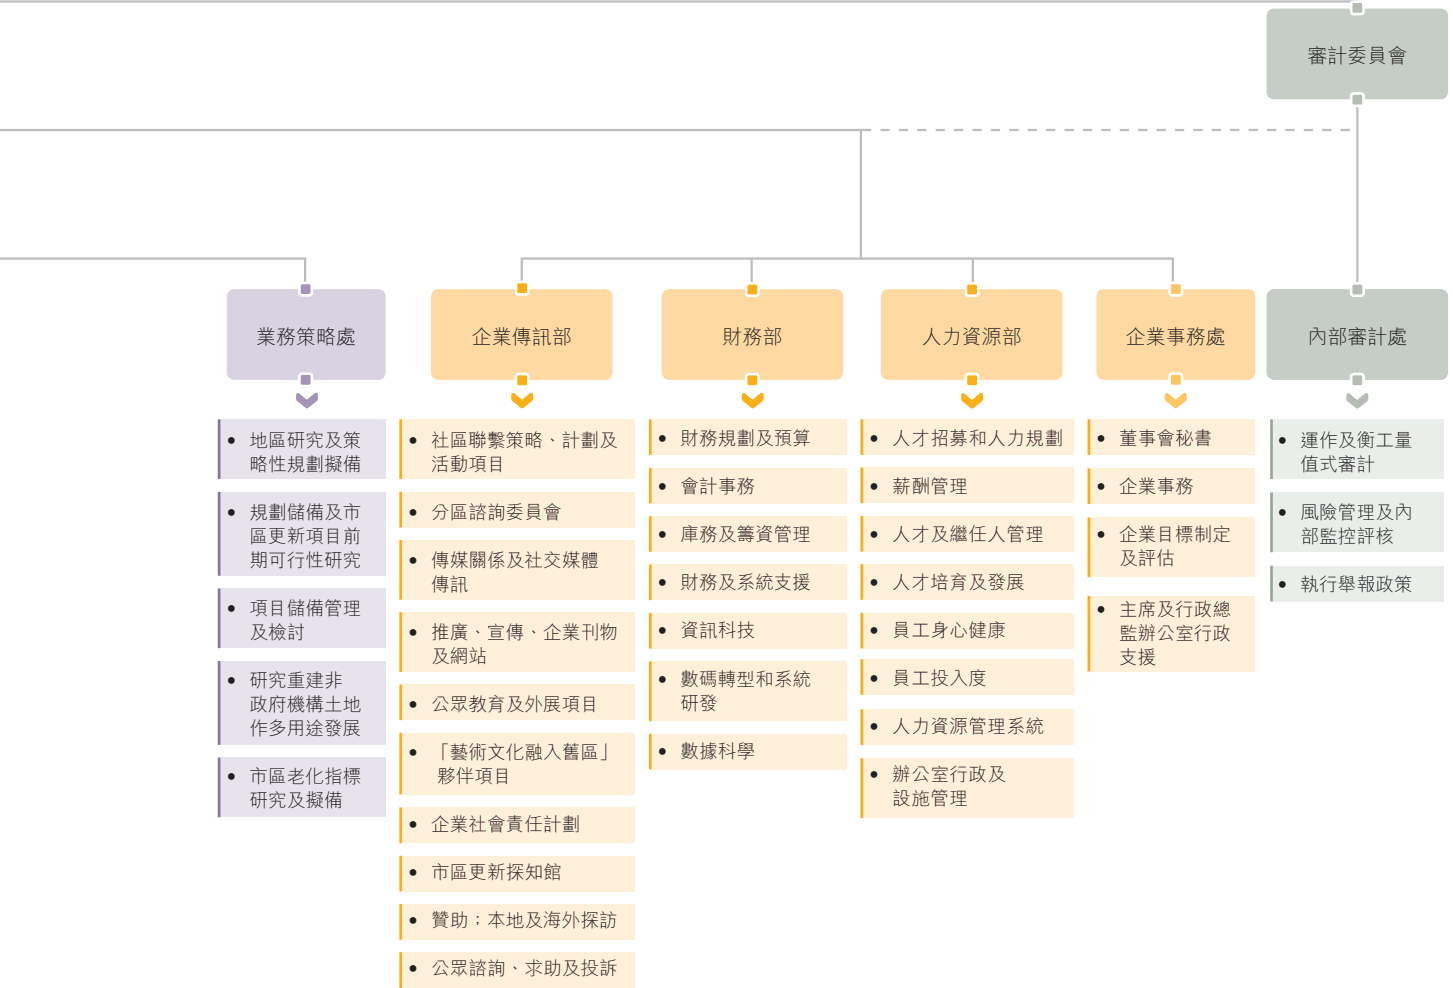 審計委員會
業務策略處
• 地區研究及策
略性規劃擬備
• 規劃儲備及市
區更新項目前
期可行性研究
• 項目儲備管理
及檢討
• 研究重建非
政府機構土地
作多用途發展
• 市區老化指標
研究及擬備
企業傳訊部
• 社區聯繫策略、計劃及
活動項目
• 分區諮詢委員會
• 傳媒關係及社交媒體
傳訊
• 推廣、宣傳、企業刊物
及網站
• 公眾教育及外展項目
• 「藝術文化融入舊區」
夥伴項目
• 企業社會責任計劃
• 市區更新探知館
• 贊助；本地及海外探訪
• 公眾諮詢、求助及投訴
財務部
• 財務規劃及預算
• 會計事務
• 庫務及籌資管理
• 財務及系統支援
• 資訊科技
• 數碼轉型和系統
研發
• 數據科學
人力資源部
• 人才招募和人力規劃
• 薪酬管理
• 人才及繼任人管理
• 人才培育及發展
• 員工身心健康
• 員工投入度
• 人力資源管理系統
• 辦公室行政及
設施管理
企業事務處
• 董事會秘書
• 企業事務
• 企業目標制定
及評估
• 主席及行政總
監辦公室行政
支援
內部審計處
• 運作及衡工量
值式審計
• 風險管理及內
部監控評核
• 執行舉報政策